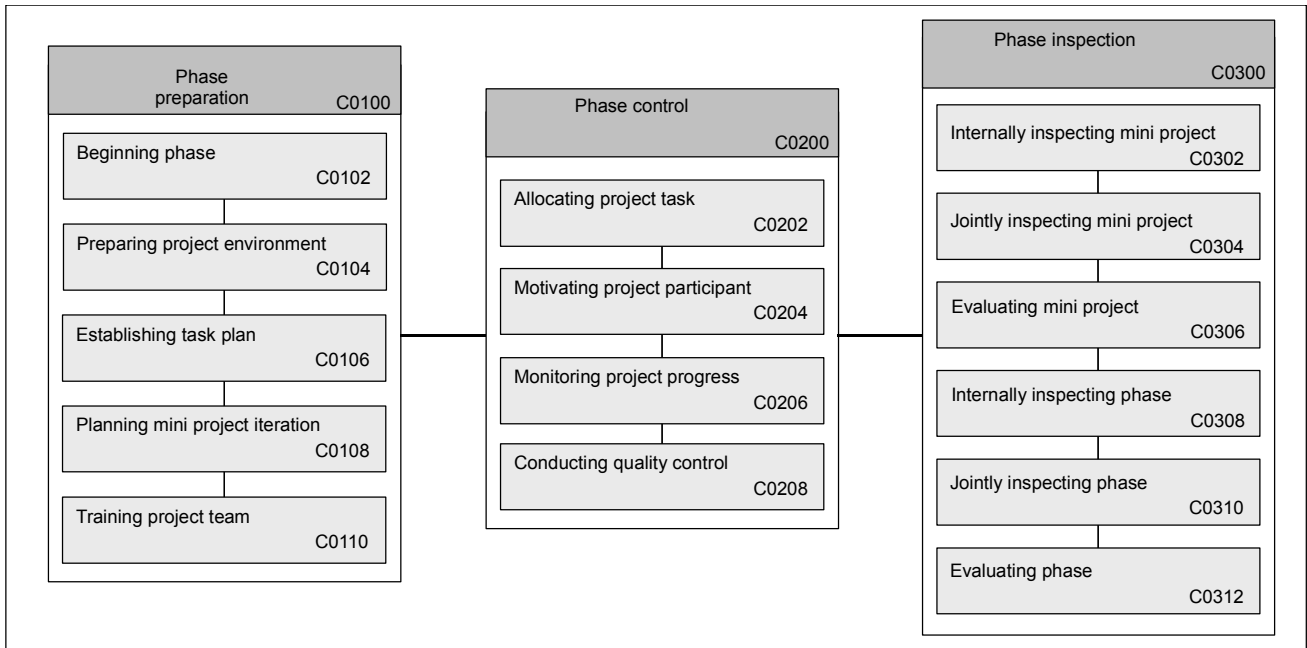 Phase
preparation
C0100
Beginning phase
C0102
Preparing project environment
C0104
Establishing task plan
C0106
Planning mini project iteration
C0108
Training project team
C0110
Phase control
C0200
Allocating project task
C0202
Motivating project participant
C0204
Monitoring project progress
C0206
Conducting quality control
C0208
Phase inspection
C0300
Internally inspecting mini project
C0302
Jointly inspecting mini project
C0304
Evaluating mini project
C0306
Internally inspecting phase
C0308
Jointly inspecting phase
C0310
Evaluating phase
C0312